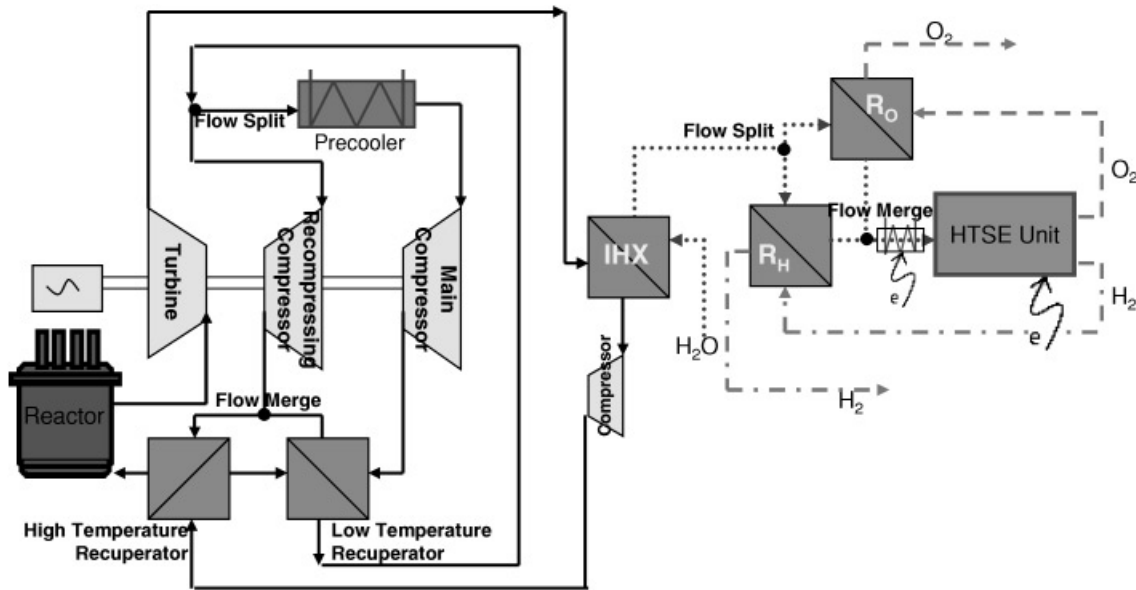 O₂
Flow Split
Precooler
Flow Split
R_O
O₂
Turbine
Recompressing
Compressor
Main
Compressor
IHX
R_H
Flow Merge
HTSE Unit
e
H₂
H₂O
e
Reactor
Flow Merge
Compressor
H₂
High Temperature
Recuperator
Low Temperature
Recuperator